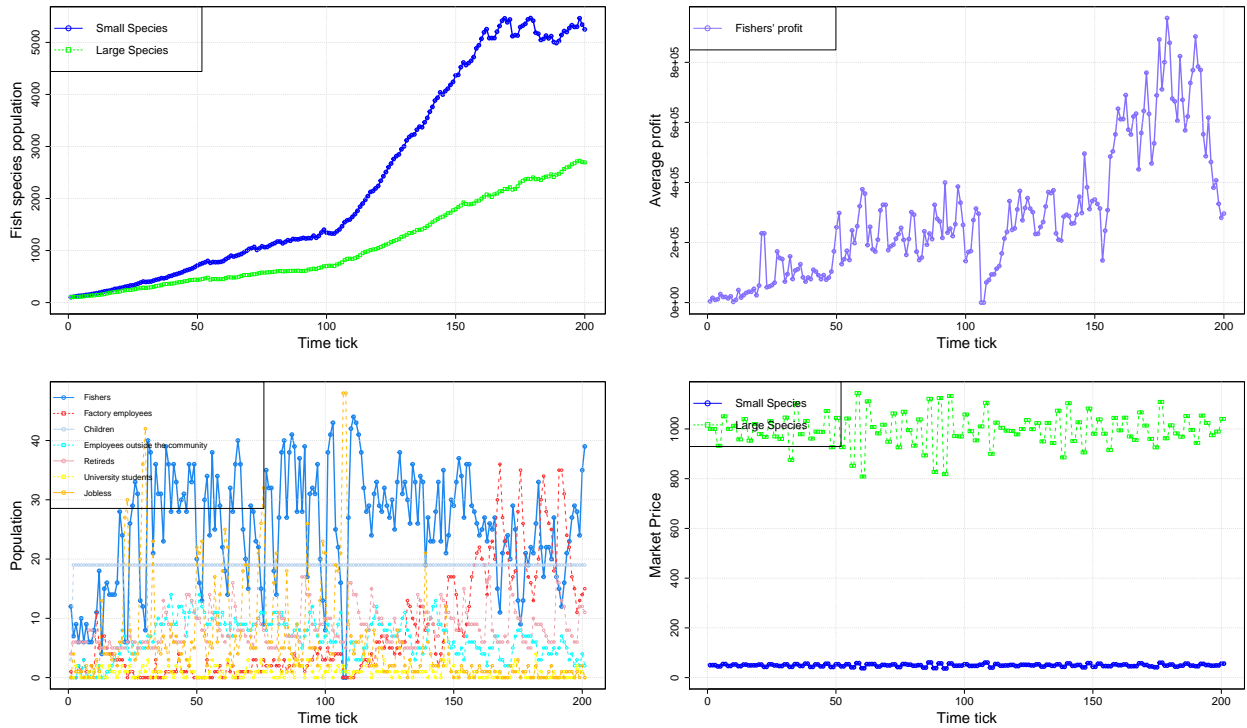 Small Species
Large Species
Fish species population
0
1000
2000
3000
4000
5000
0
50
100
150
200
Time tick
Fishers' profit
Average profit
0e+00
2e+05
4e+05
6e+05
8e+05
0
50
100
150
200
Time tick
Fishers
Factory employees
Children
Employees outside the community
Retireds
University students
Jobless
Population
0
10
20
30
40
0
50
100
150
200
Time tick
Small Species
Large Species
Market Price
0
200
400
600
800
1000
0
50
100
150
200
Time tick